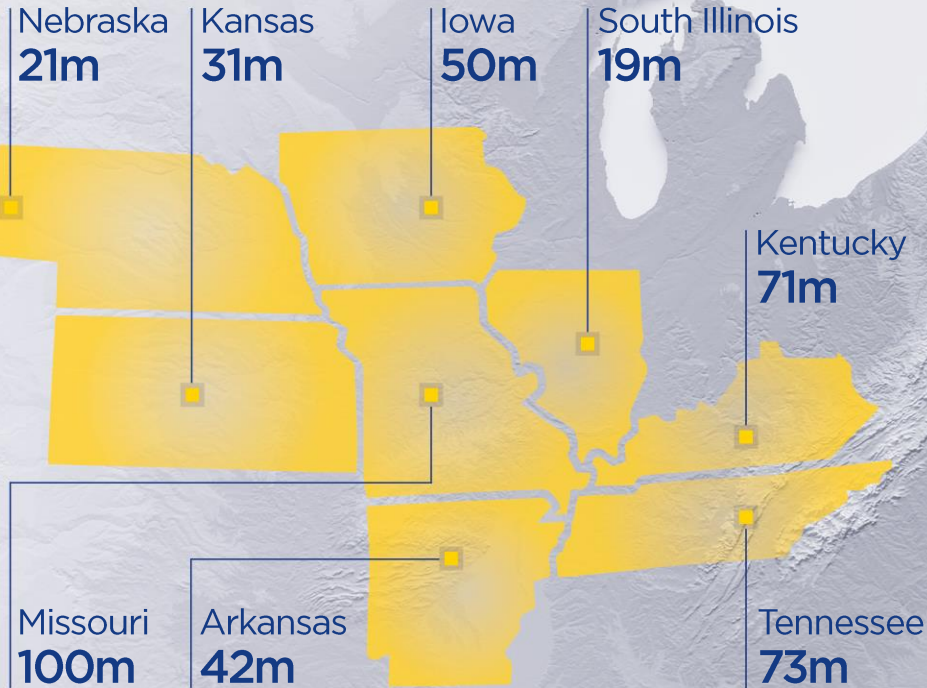 Nebraska
21m
Kansas
31m
Iowa
50m
South Illinois
19m
Kentucky
71m
Missouri
100m
Arkansas
42m
Tennessee
73m